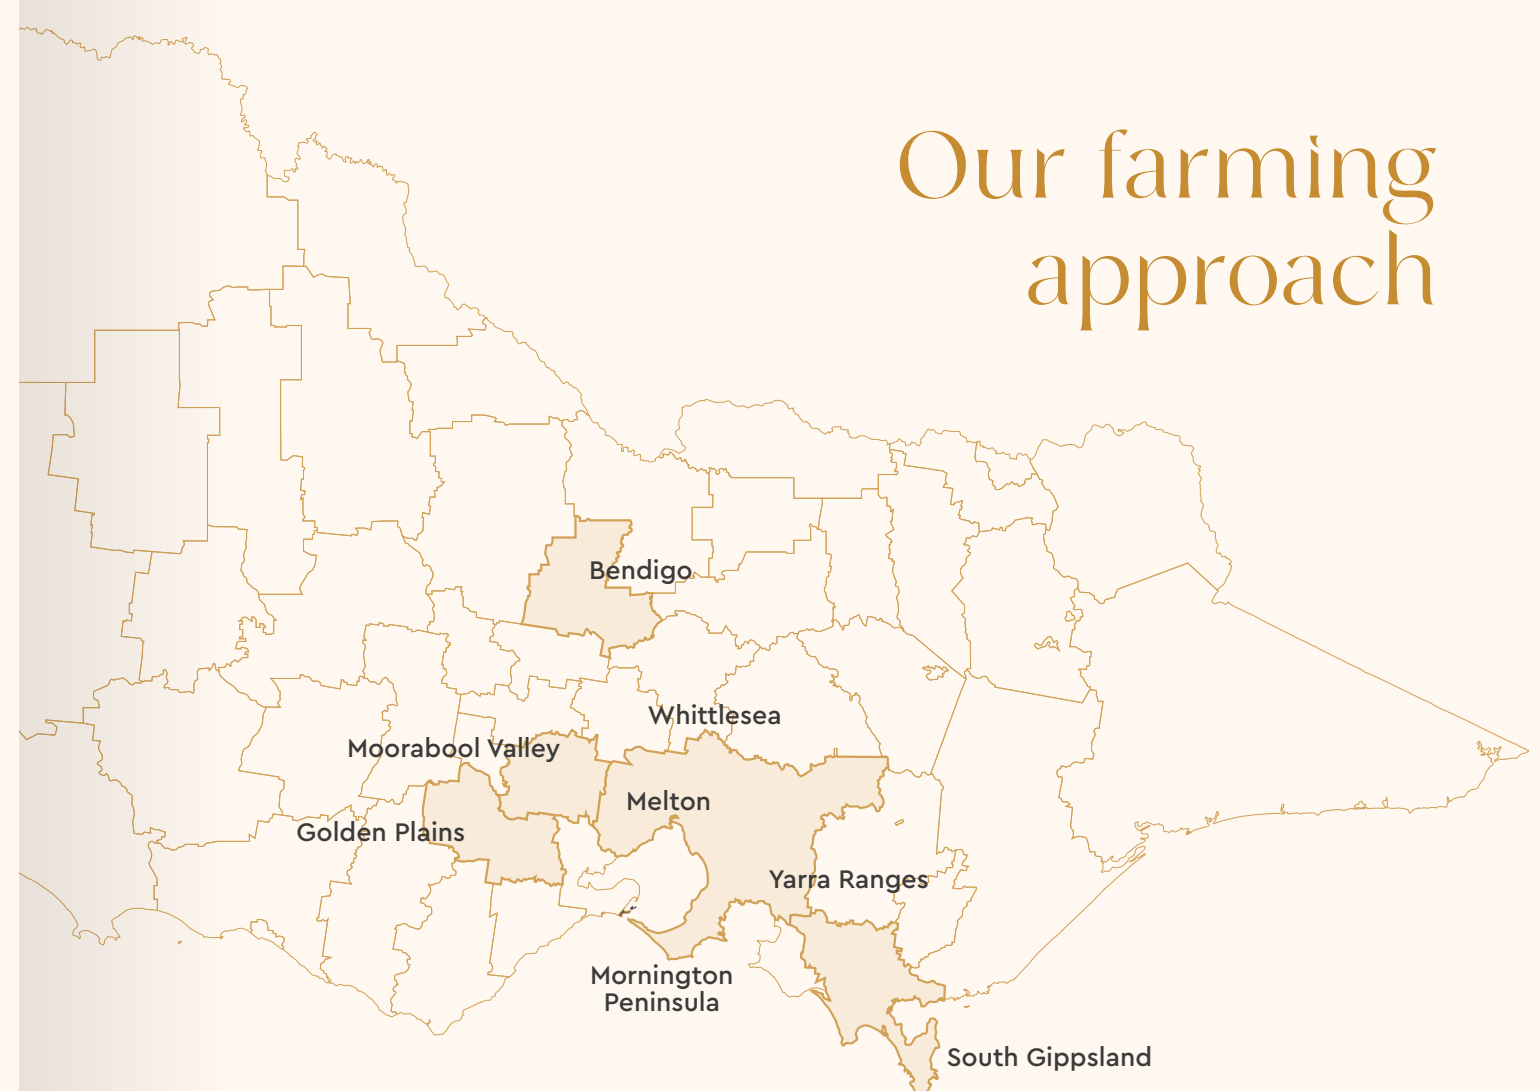 Our farming
approach
Bendigo
Whittlesea
Moorabool Valley
Melton
Golden Plains
Yarra Ranges
Mornington
Peninsula
South Gippsland